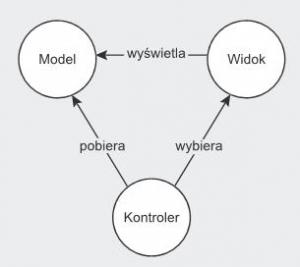 wyświetla
Model
Widok
pobiera
wybiera
Kontroler